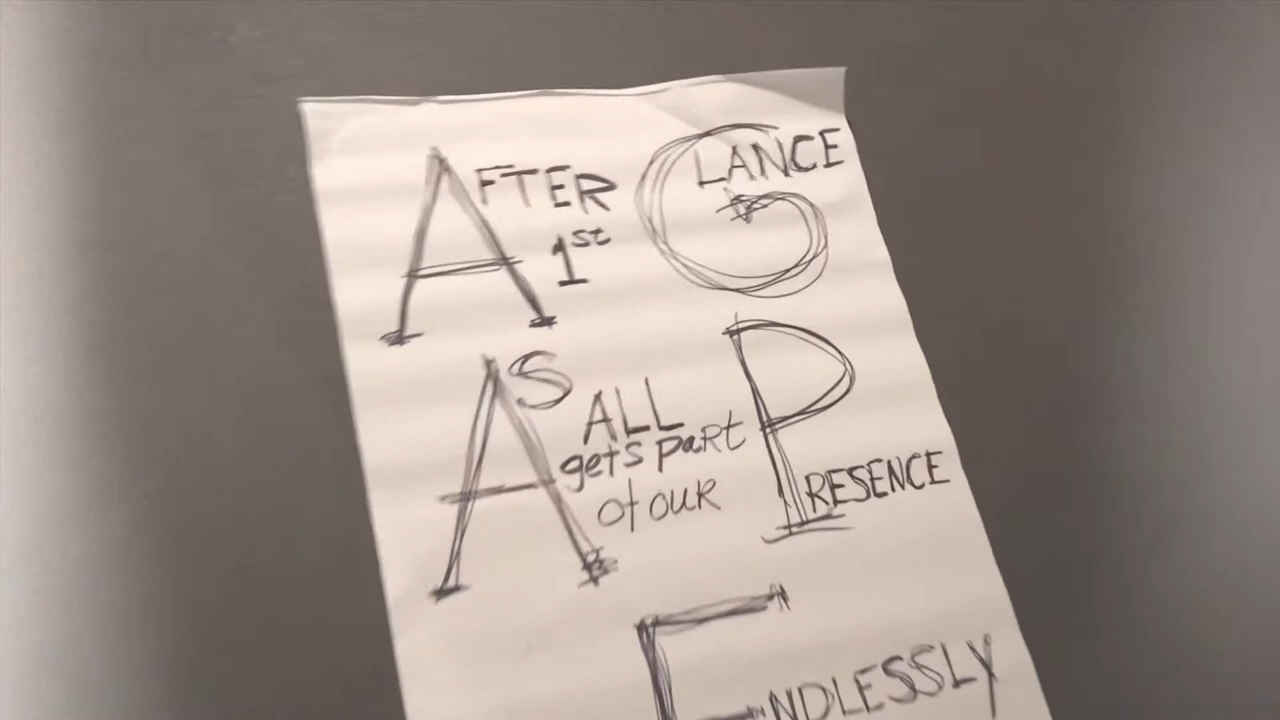 AFTER GLANCE
1st
AS ALL
gets part
of our PRESENCE
ENDLESSLY